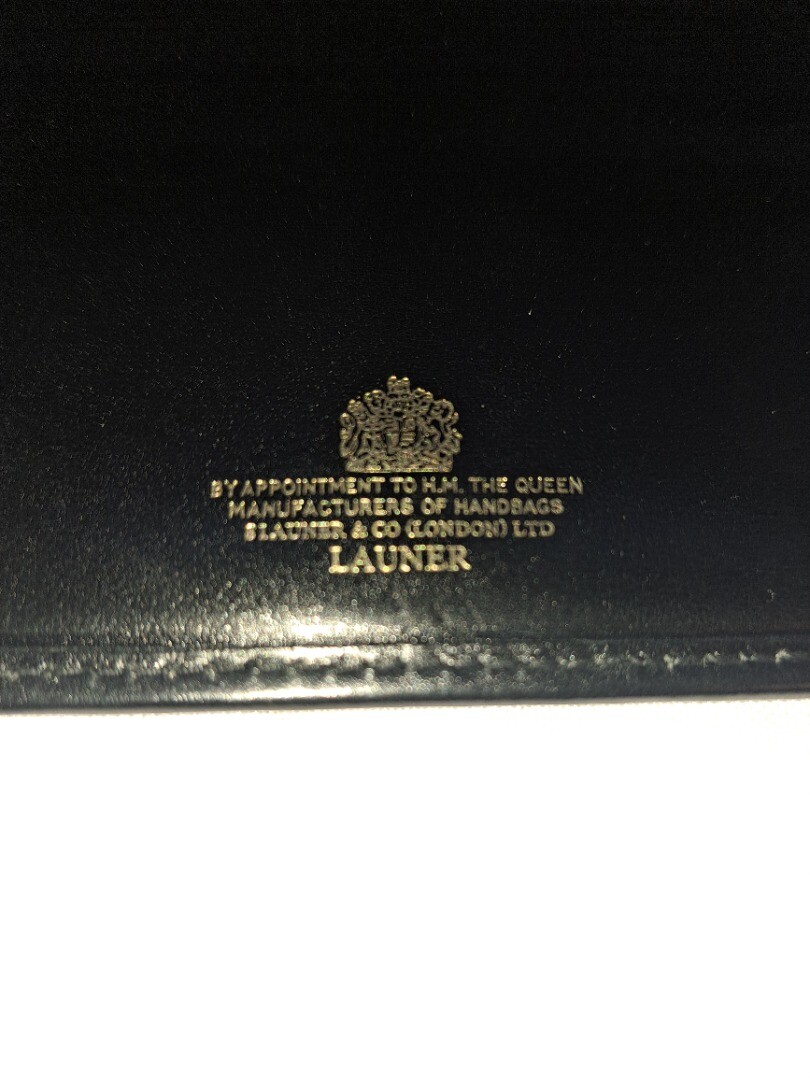 BY APPOINTMENT TO H.M. THE QUEEN
MANUFACTURERS OF HANDBAGS
S LAUNER & CO (LONDON) LTD
LAUNER